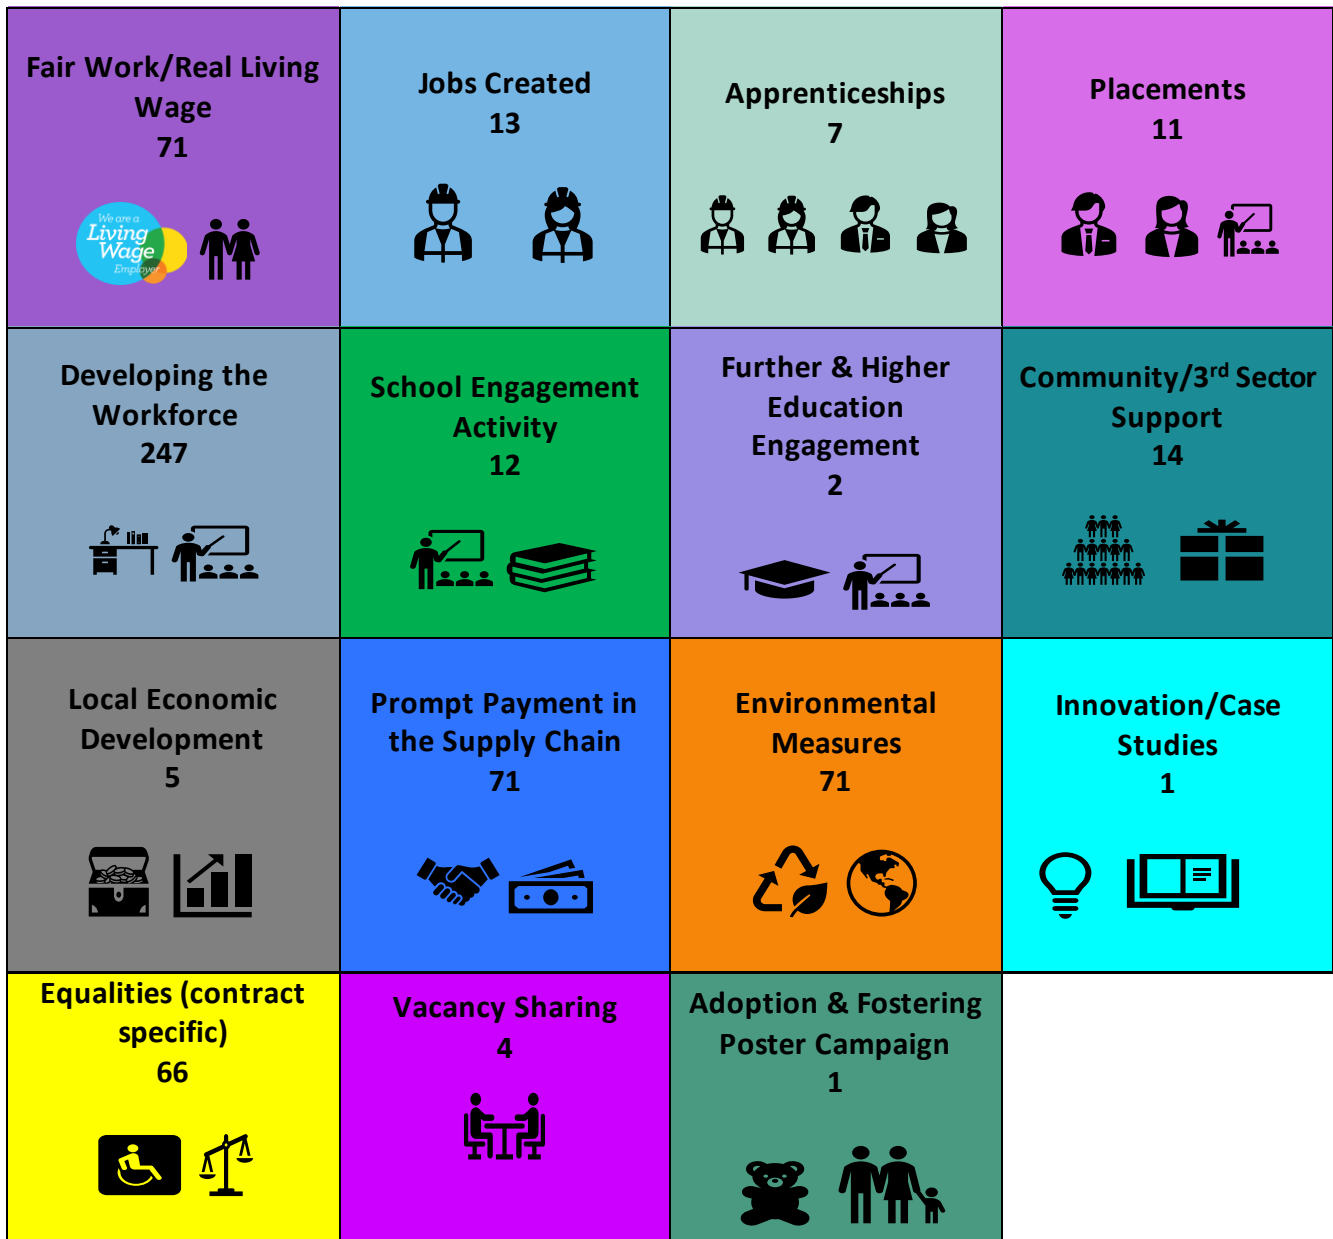 Fair Work/Real Living
Wage
71
We are a
Living
Wage
Employer
Jobs Created
13
Apprenticeships
7
Placements
11
Developing the
Workforce
247
School Engagement
Activity
12
Further & Higher
Education
Engagement
2
Community/3rd Sector
Support
14
Local Economic
Development
5
Prompt Payment in
the Supply Chain
71
Environmental
Measures
71
Innovation/Case
Studies
1
Equalities (contract
specific)
66
Vacancy Sharing
4
Adoption & Fostering
Poster Campaign
1